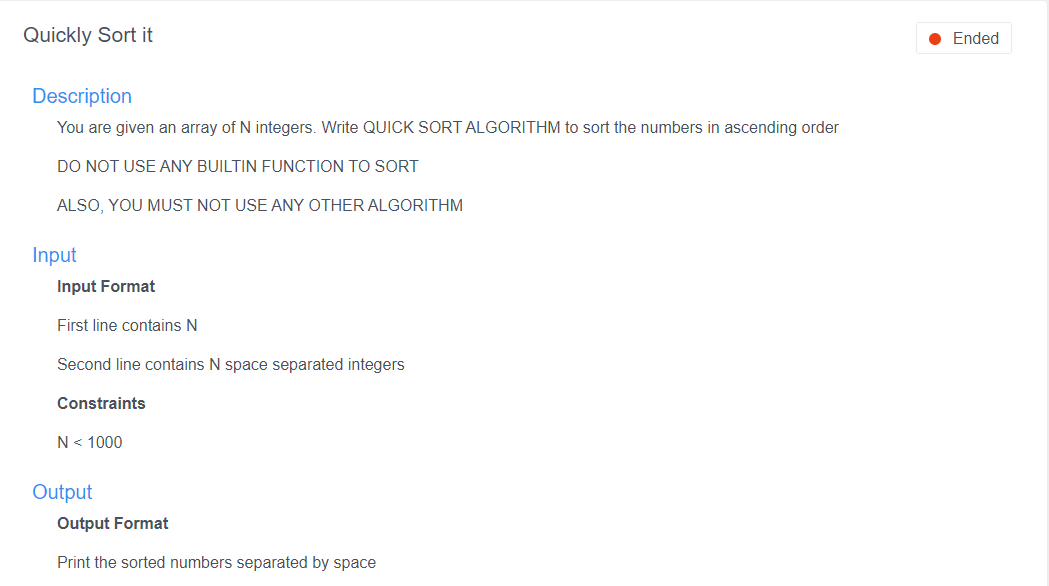 Quickly Sort it
Ended
Description
You are given an array of N integers. Write QUICK SORT ALGORITHM to sort the numbers in ascending order
DO NOT USE ANY BUILTIN FUNCTION TO SORT
ALSO, YOU MUST NOT USE ANY OTHER ALGORITHM
Input
Input Format
First line contains N
Second line contains N space separated integers
Constraints
N < 1000
Output
Output Format
Print the sorted numbers separated by space